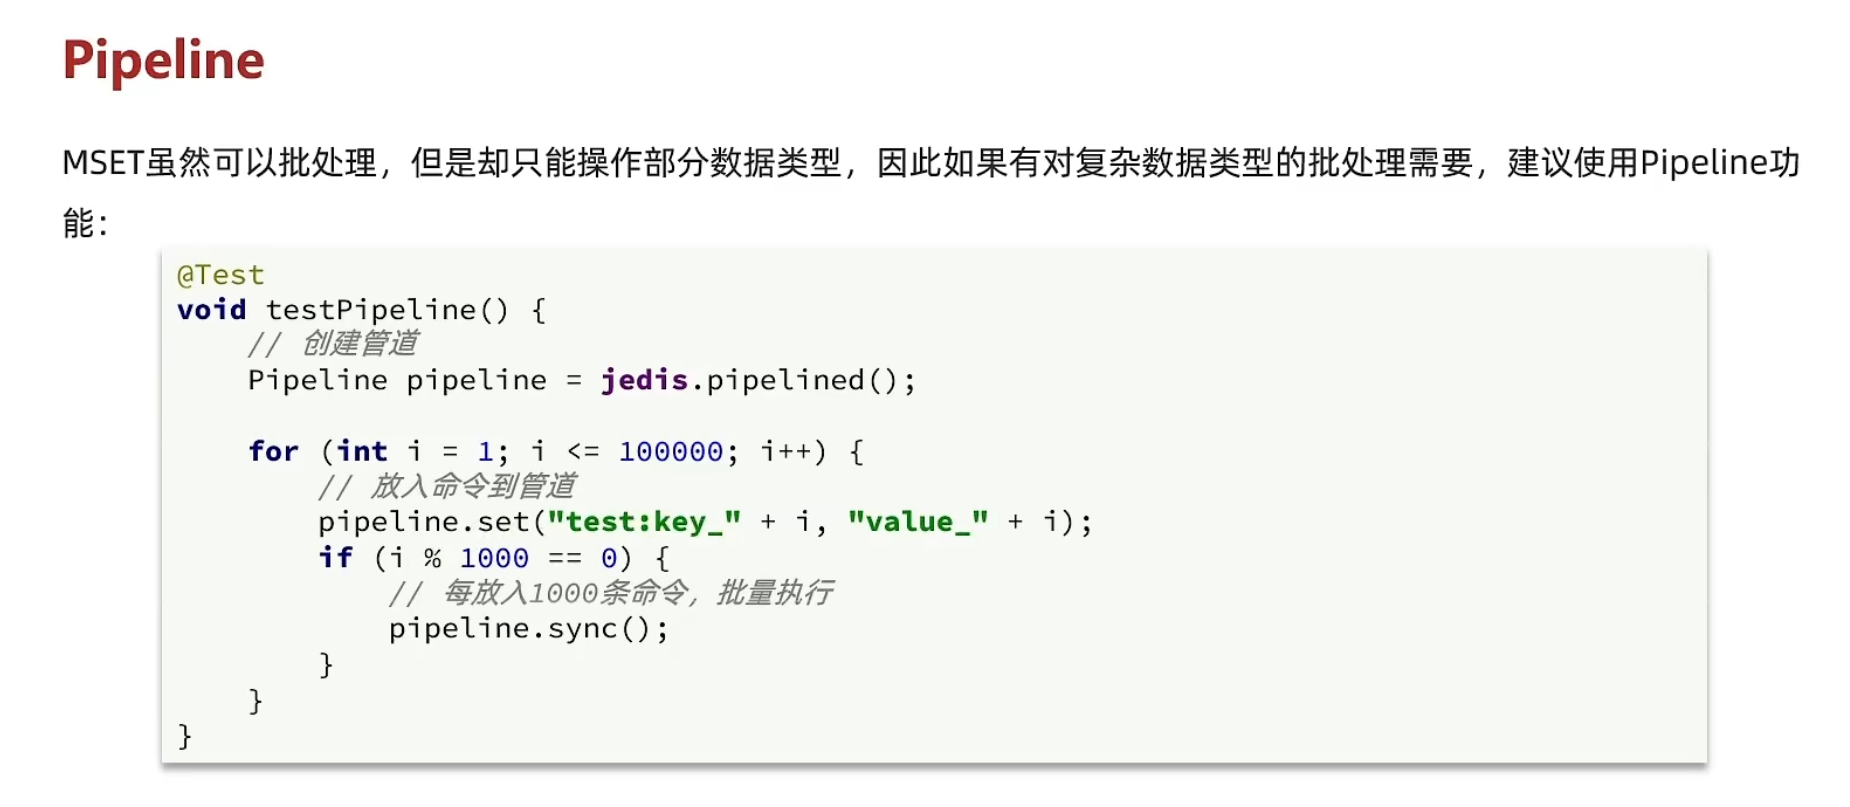 Pipeline
MSET虽然可以批处理，但是却只能操作部分数据类型，因此如果有对复杂数据类型的批处理需要，建议使用Pipeline功
能：
@Test
void testPipeline() {
    // 创建管道
    Pipeline pipeline = jedis.pipelined();

    for (int i = 1; i <= 100000; i++) {
        // 放入命令到管道
        pipeline.set("test:key_" + i, "value_" + i);
        if (i % 1000 == 0) {
            // 每放入1000条命令，批量执行
            pipeline.sync();
        }
    }
}